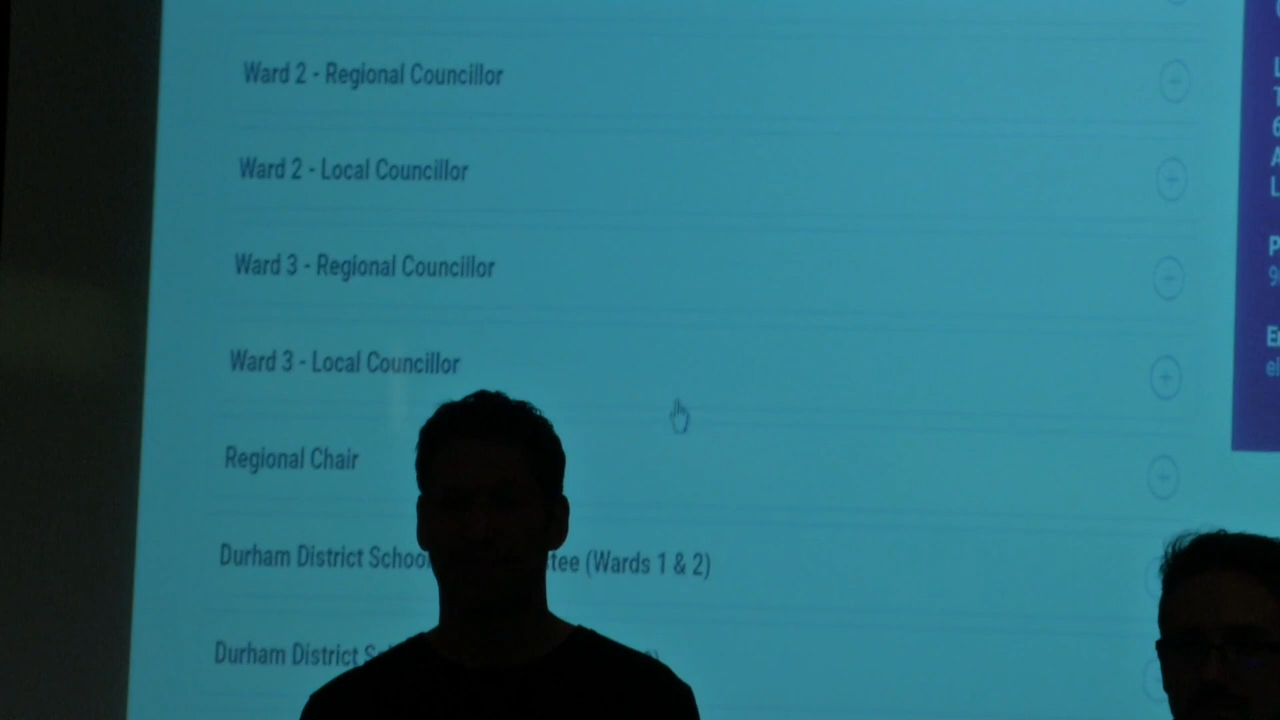 Ward 2 - Regional Councillor
Ward 2 - Local Councillor
Ward 3 - Regional Councillor
Ward 3 - Local Councillor
Regional Chair
Durham District School tee (Wards 1 & 2)
Durham District